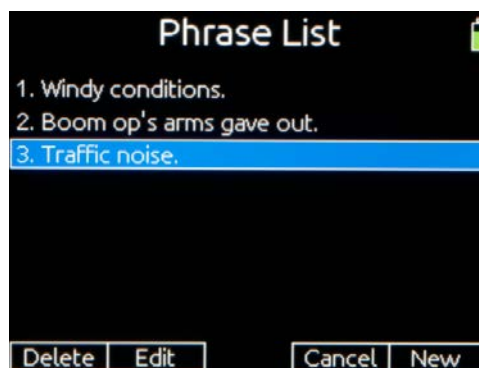 Phrase List
1. Windy conditions.
2. Boom op's arms gave out.
3. Traffic noise.
Delete Edit Cancel New